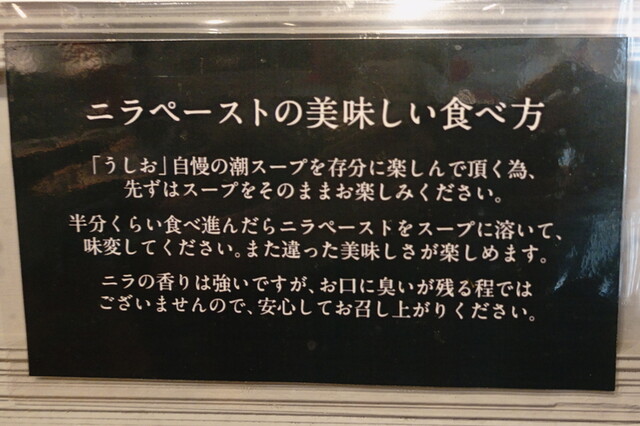 ニラペーストの美味しい食べ方
「うしお」自慢の潮スープを存分に楽しんで頂く為、
先ずはスープをそのままお楽しみください。
半分くらい食べ進んだらニラペーストをスープに溶いて、
味変してください。また違った美味しさが楽しめます。
ニラの香りは強いですが、お口に臭いが残る程では
ございませんので、安心してお召し上がりください。